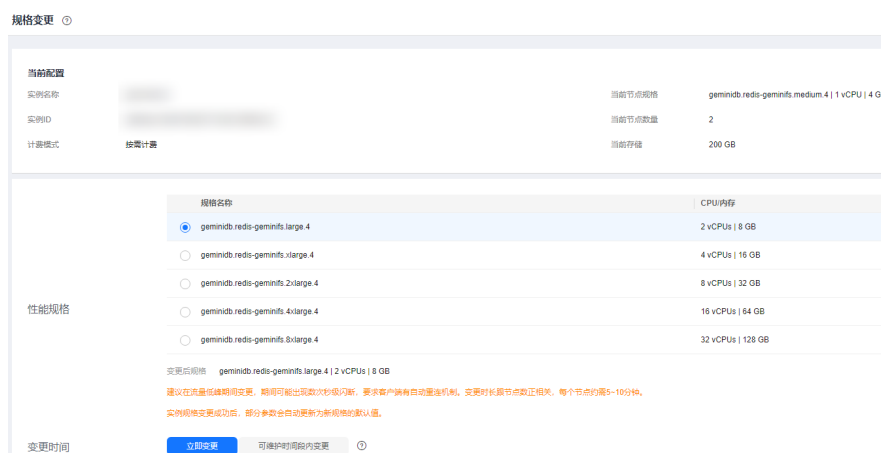 规格变更
当前配置
实例名称
当前节点规格 geminidb.redis-geminifs.medium.4 | 1 vCPU | 4 G
实例ID
当前节点数量 2
计费模式 按需计费
当前存储 200 GB
规格名称 CPU/内存
geminidb.redis-geminifs.large.4 2 vCPUs | 8 GB
geminidb.redis-geminifs.xlarge.4 4 vCPUs | 16 GB
geminidb.redis-geminifs.2xlarge.4 8 vCPUs | 32 GB
性能规格
geminidb.redis-geminifs.4xlarge.4 16 vCPUs | 64 GB
geminidb.redis-geminifs.8xlarge.4 32 vCPUs | 128 GB
变更后规格 geminidb.redis-geminifs.large.4 | 2 vCPUs | 8 GB
建议在流量低峰期间变更，期间可能出现数次秒级闪断，要求客户端有自动重连机制。变更时长跟节点数正相关，每个节点约需5~10分钟。
实例规格变更成功后，部分参数会自动更新为新规格的默认值。
变更时间 立即变更 可维护时间段内变更